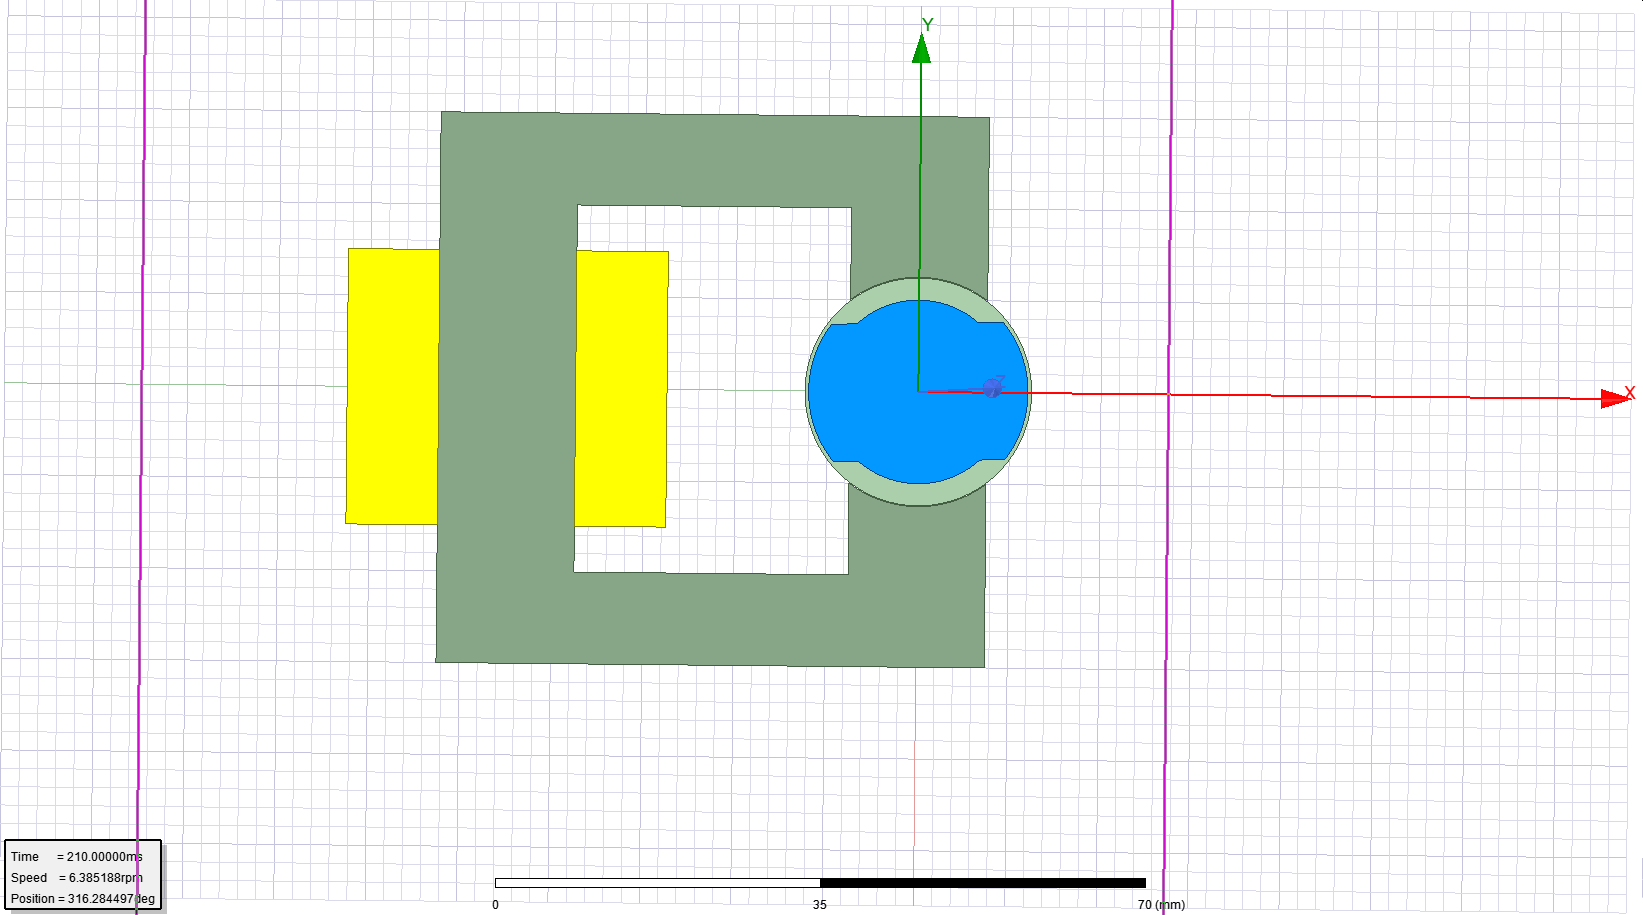 Y
Z
X
Time = 210.00000ms
Speed = 6.385188rpm
Position = 316.284497deg
0 35 70 (mm)